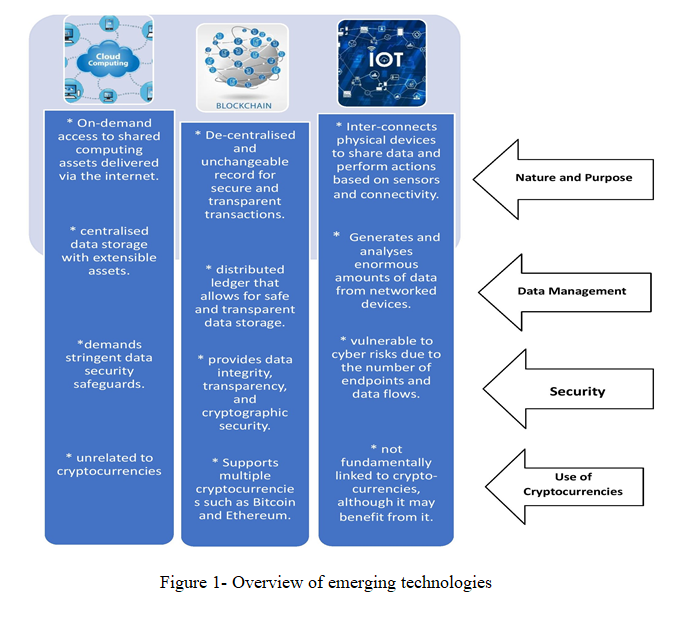 Cloud
Computing
* On-demand
access to shared
computing
assets delivered
via the internet.
* centralised
data storage
with extensible
assets.
*demands
stringent data
security
safeguards.
* unrelated to
cryptocurrencies
BLOCKCHAIN
* De-centralised
and
unchangeable
record for
secure and
transparent
transactions.
* distributed
ledger that
allows for safe
and transparent
data storage.
* provides data
integrity,
transparency,
and
cryptographic
security.
* Supports
multiple
cryptocurrencie
s such as Bitcoin
and Ethereum.
IOT
* Inter-connects
physical devices
to share data and
perform actions
based on sensors
and connectivity.
* Generates and
analyses
enormous
amounts of data
from networked
devices.
* vulnerable to
cyber risks due to
the number of
endpoints and
data flows.
* not
fundamentally
linked to crypto-
currencies,
although it may
benefit from it.
Nature and Purpose
Data Management
Security
Use of
Cryptocurrencies
Figure 1- Overview of emerging technologies